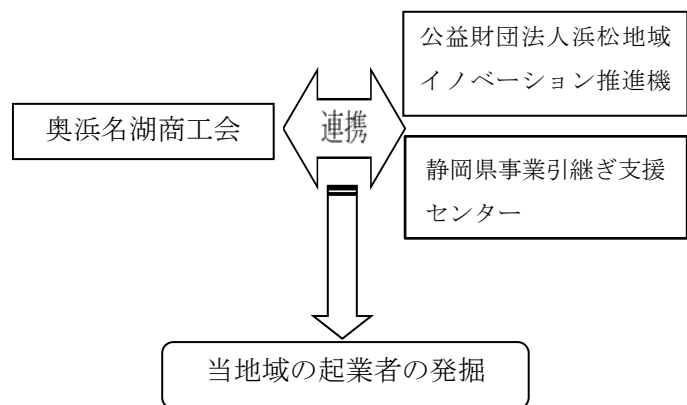 公益財団法人浜松地域
イノベーション推進機
奥浜名湖商工会
連携
静岡県事業引継ぎ支援
センター
当地域の起業者の発掘